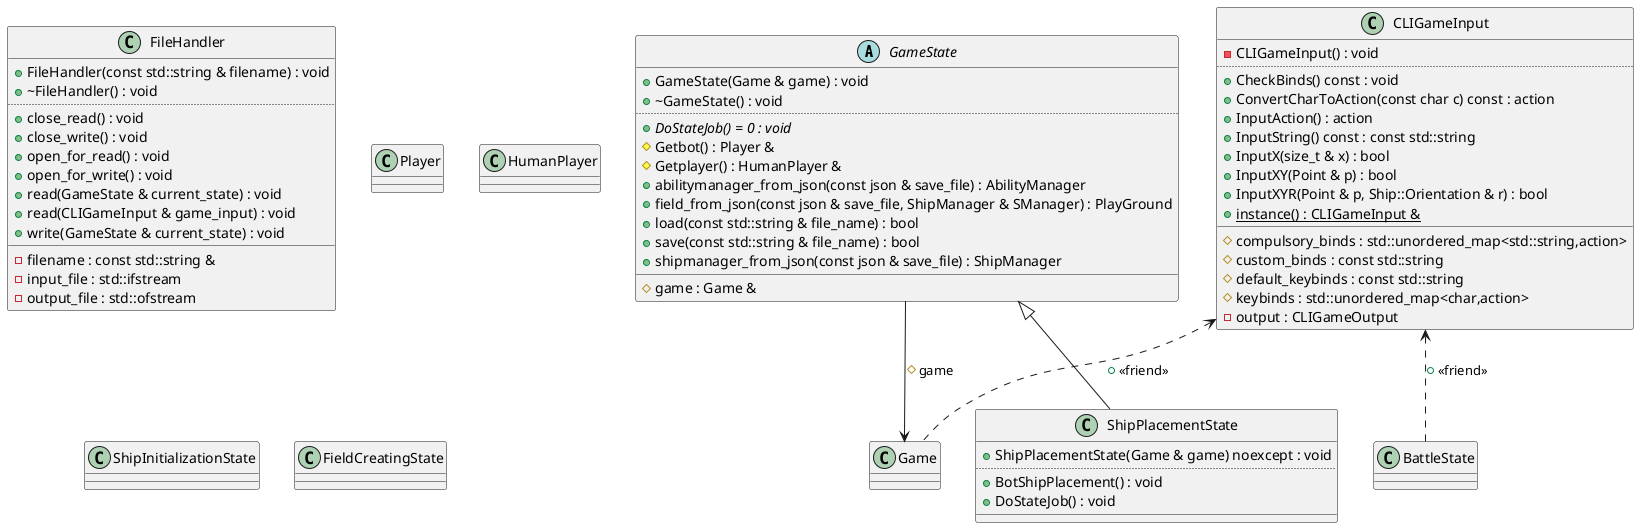 FileHandler
FileHandler(const std::string & filename) : void
~FileHandler() : void
close_read() : void
close_write() : void
open_for_read() : void
open_for_write() : void
read(GameState & current_state) : void
read(CLIGameInput & game_input) : void
write(GameState & current_state) : void
filename : const std::string &
input_file : std::ifstream
output_file : std::ofstream
C Player
C HumanPlayer
A GameState
GameState(Game & game) : void
~GameState() : void
DoStateJob() = 0 : void
Getbot() : Player &
Getplayer() : HumanPlayer &
abilitymanager_from_json(const json & save_file) : AbilityManager
field_from_json(const json & save_file, ShipManager & SManager) : PlayGround
load(const std::string & file_name) : bool
save(const std::string & file_name) : bool
shipmanager_from_json(const json & save_file) : ShipManager
game : Game &
C CLIGameInput
CLIGameInput() : void
CheckBinds() const : void
ConvertCharToAction(const char c) const : action
InputAction() : action
InputString() const : const std::string
InputX(size_t & x) : bool
InputXY(Point & p) : bool
InputXYR(Point & p, Ship::Orientation & r) : bool
instance() : CLIGameInput &
compulsory_binds : std::unordered_map<std::string,action>
custom_binds : const std::string
default_keybinds : const std::string
keybinds : std::unordered_map<char,action>
output : CLIGameOutput
game
«friend»
«friend»
C ShipInitializationState
C FieldCreatingState
C Game
C ShipPlacementState
ShipPlacementState(Game & game) noexcept : void
BotShipPlacement() : void
DoStateJob() : void
C BattleState